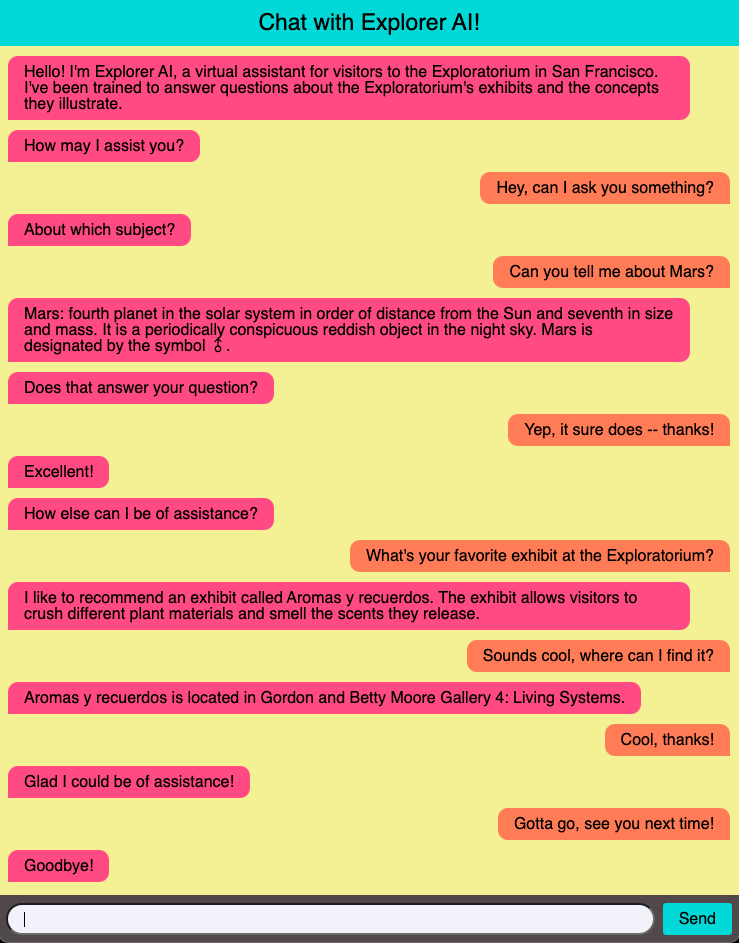 Chat with Explorer AI!
Hello! I'm Explorer AI, a virtual assistant for visitors to the Exploratorium in San Francisco.
I've been trained to answer questions about the Exploratorium's exhibits and the concepts
they illustrate.
How may I assist you?
Hey, can I ask you something?
About which subject?
Can you tell me about Mars?
Mars: fourth planet in the solar system in order of distance from the Sun and seventh in size
and mass. It is a periodically conspicuous reddish object in the night sky. Mars is
designated by the symbol ♂.
Does that answer your question?
Yep, it sure does -- thanks!
Excellent!
How else can I be of assistance?
What's your favorite exhibit at the Exploratorium?
I like to recommend an exhibit called Aromas y recuerdos. The exhibit allows visitors to
crush different plant materials and smell the scents they release.
Sounds cool, where can I find it?
Aromas y recuerdos is located in Gordon and Betty Moore Gallery 4: Living Systems.
Cool, thanks!
Glad I could be of assistance!
Gotta go, see you next time!
Goodbye!
Send